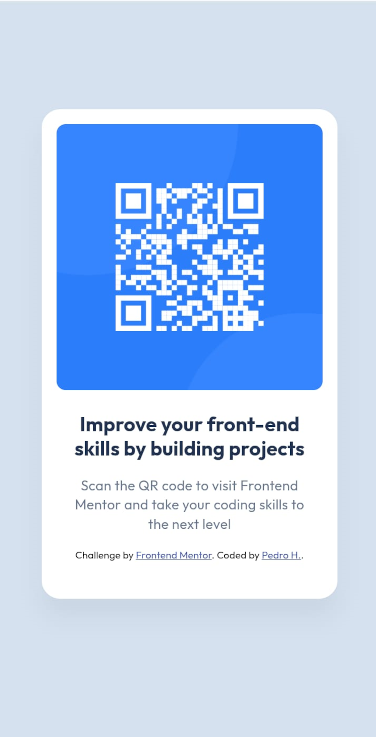 Improve your front-end
skills by building projects
Scan the QR code to visit Frontend
Mentor and take your coding skills to
the next level
Challenge by Frontend Mentor. Coded by Pedro H..